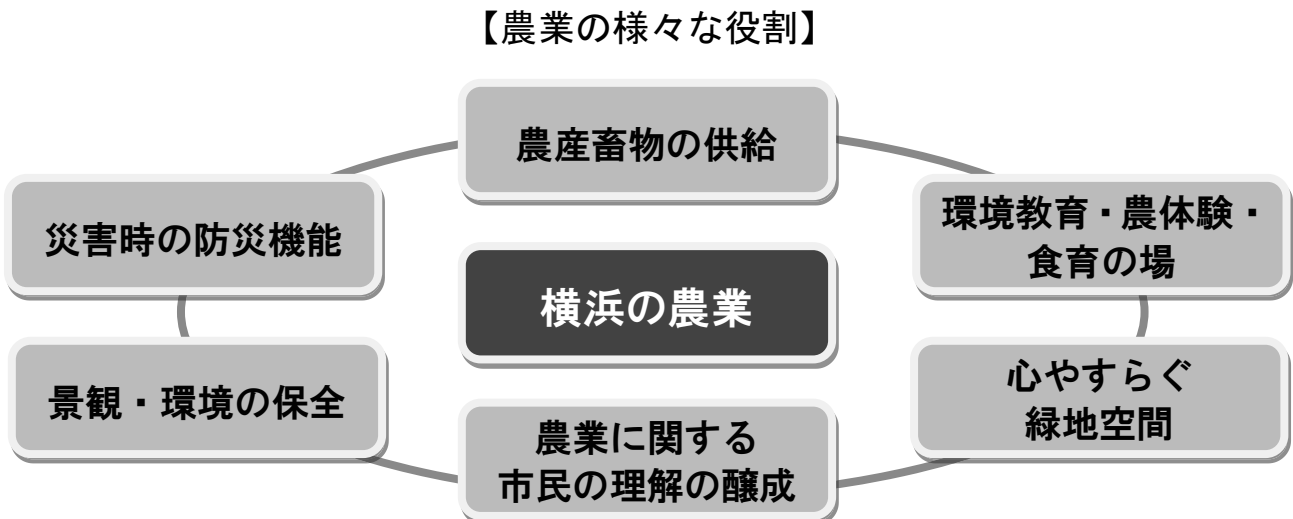 【農業の様々な役割】
農産畜物の供給
災害時の防災機能
環境教育・農体験・
食育の場
横浜の農業
景観・環境の保全
心やすらぐ
緑地空間
農業に関する
市民の理解の醸成